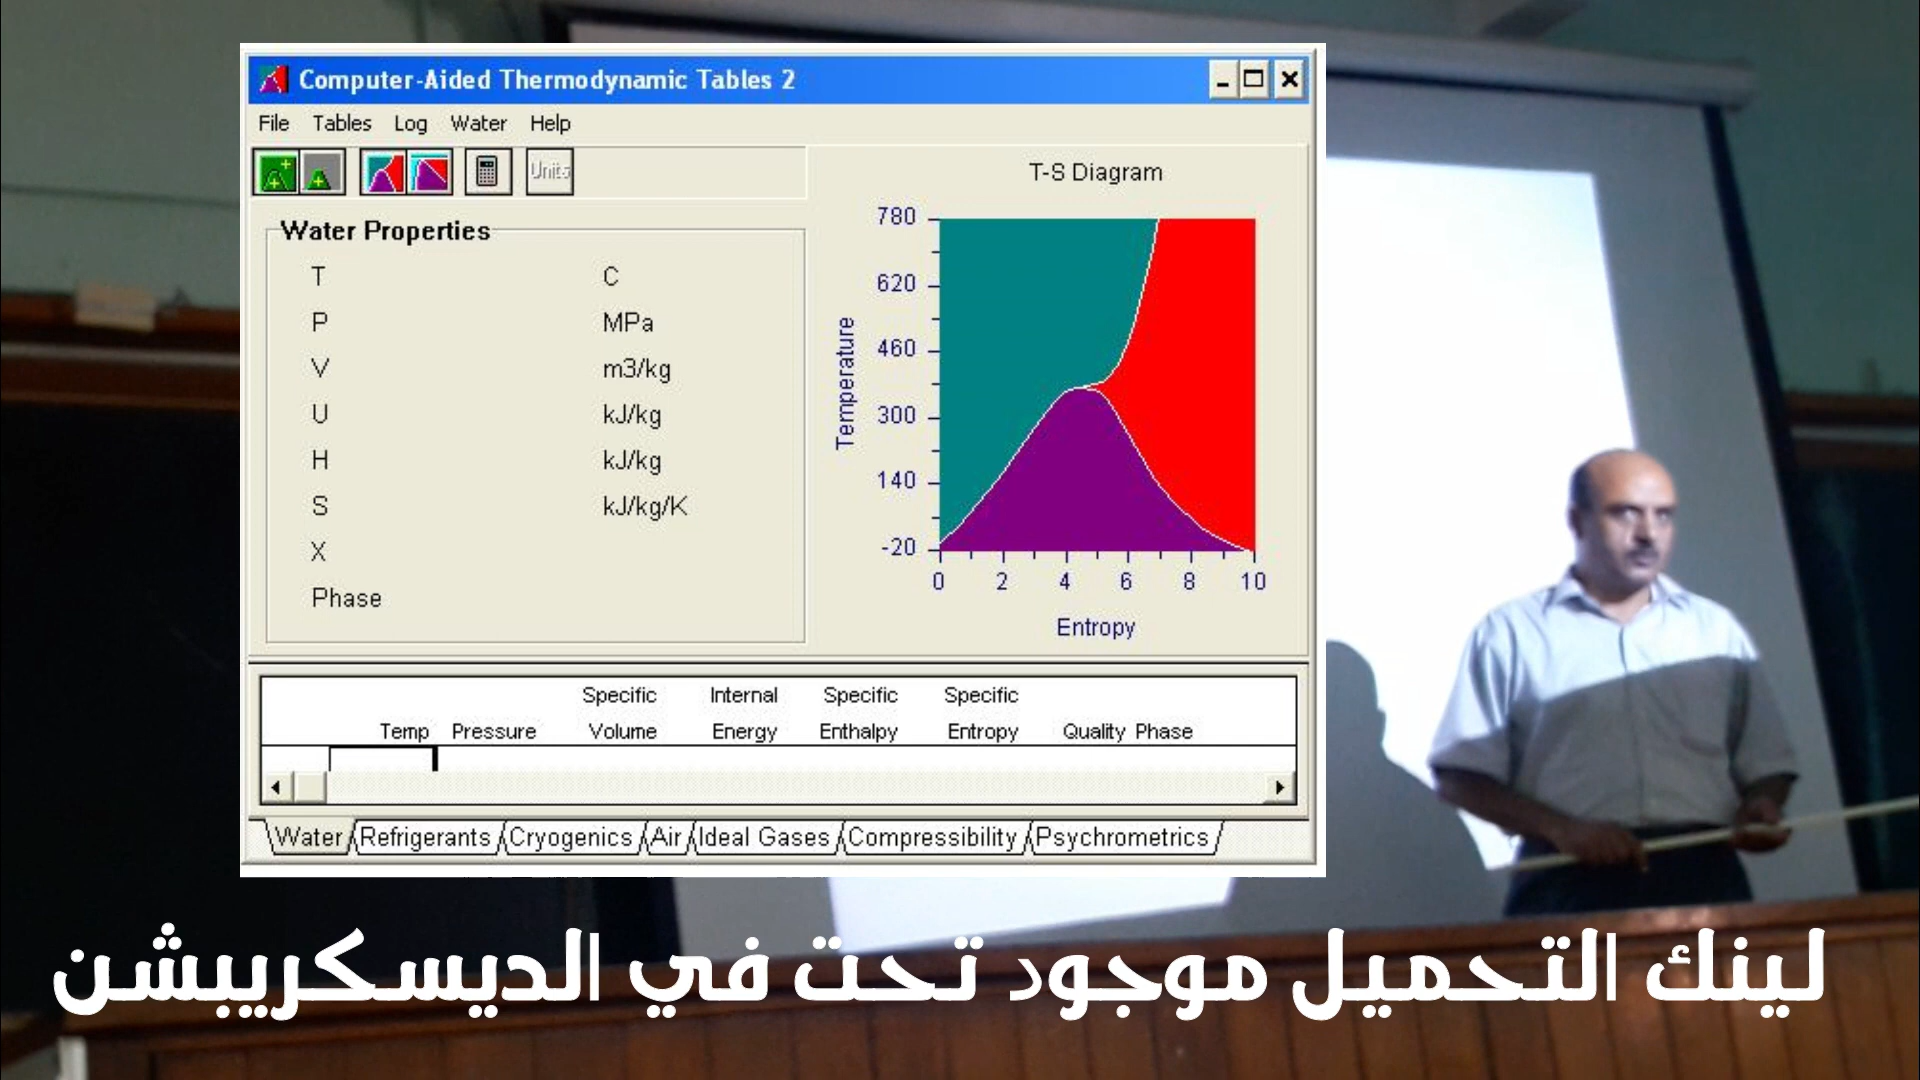 Computer-Aided Thermodynamic Tables 2
File Tables Log Water Help
Units
Water Properties
T C
P MPa
V m3/kg
U kJ/kg
H kJ/kg
S kJ/kg/K
X
Phase
T-S Diagram
Temperature
780
620
460
300
140
-20
0 2 4 6 8 10
Entropy
Specific Internal Specific Specific
Temp Pressure Volume Energy Enthalpy Entropy Quality Phase
Water Refrigerants Cryogenics Air Ideal Gases Compressibility Psychrometrics
لينك التحميل موجود تحت في الديسكريبشن